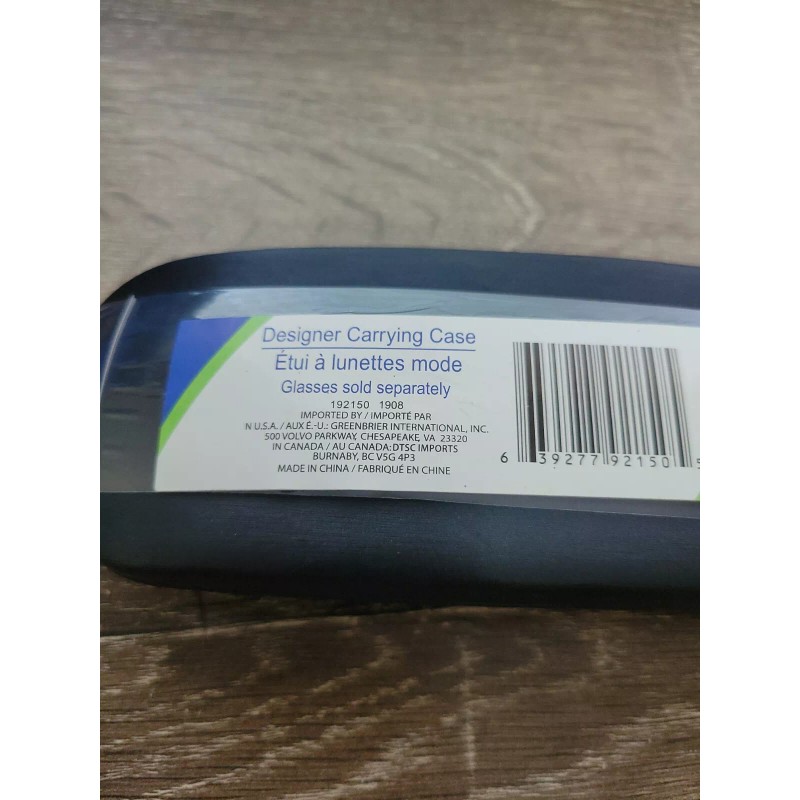 Designer Carrying Case
Étui à lunettes mode
Glasses sold separately
192150 1908
IMPORTED BY / IMPORTÉ PAR
N U.S.A. / AUX É.-U.: GREENBRIER INTERNATIONAL, INC.
500 VOLVO PARKWAY, CHESAPEAKE, VA 23320
IN CANADA / AU CANADA: DTSC IMPORTS
BURNABY, BC V5G 4P3
MADE IN CHINA / FABRIQUÉ EN CHINE
6 39277 92150